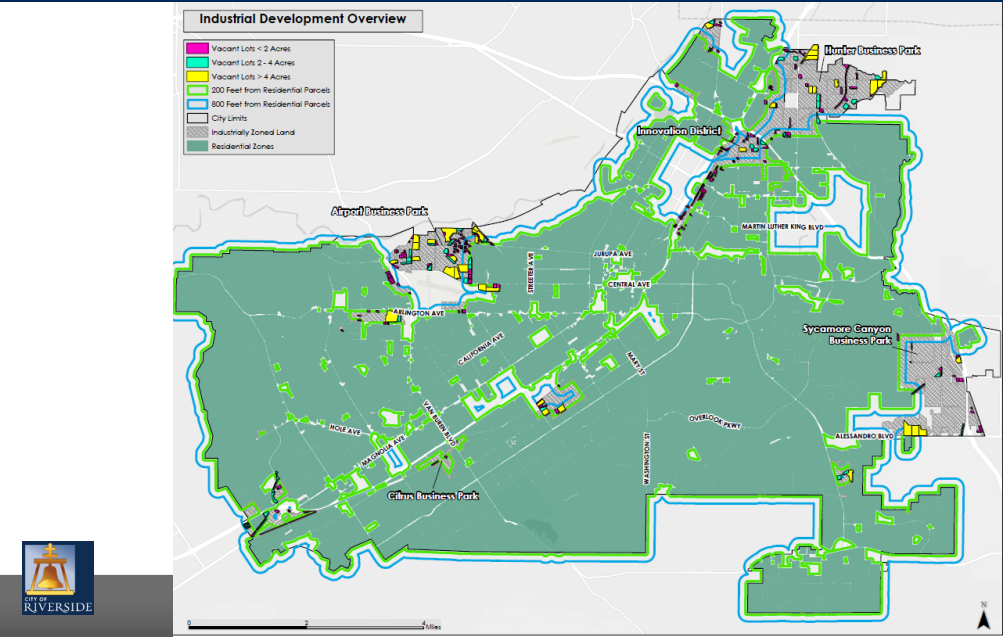 Industrial Development Overview
Vacant Lots < 2 Acres
Vacant Lots 2 - 4 Acres
Vacant Lots > 4 Acres
200 Feet from Residential Parcels
800 Feet from Residential Parcels
City Limits
Industrially Zoned Land
Residential Zones
Hunter Business Park
Innovation District
Airport Business Park
MARTIN LUTHER KING BLVD
STREETER AVE
JURUPA AVE
CENTRAL AVE
ARLINGTON AVE
Sycamore Canyon
Business Park
CALIFORNIA AVE
MARY ST
VAN BUREN BLVD
OVERLOOK PKWY
HOLE AVE
MAGNOLIA AVE
WASHINGTON ST
ALESSANDRO BLVD
Citrus Business Park
CITY OF
RIVERSIDE
0 2 4 Miles
N